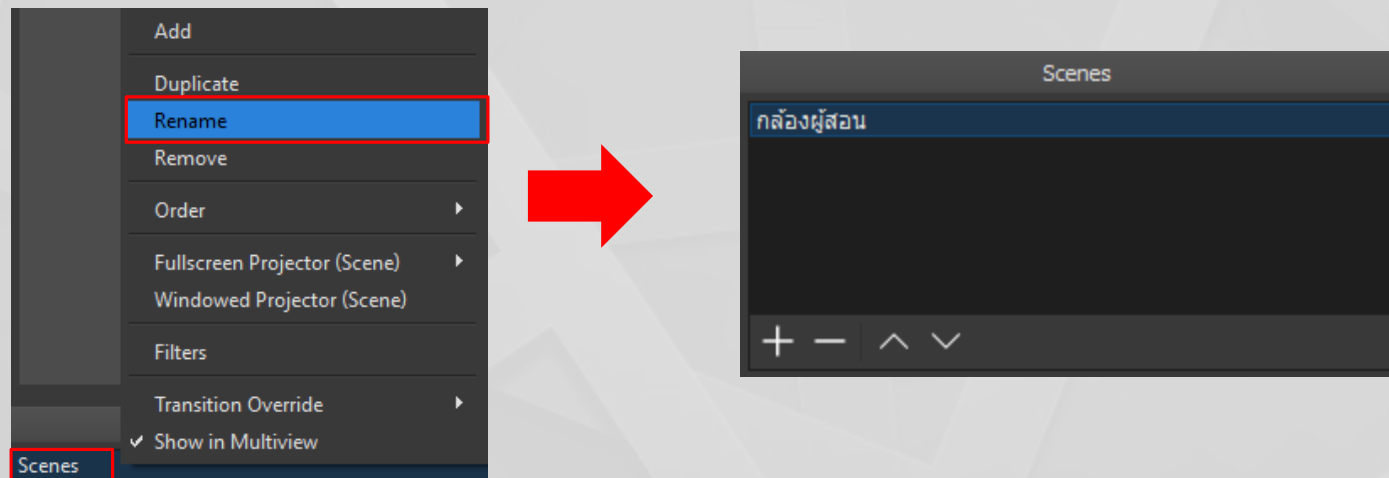 Add
Duplicate
Rename
Remove
Order
Fullscreen Projector (Scene)
Windowed Projector (Scene)
Filters
Transition Override
Show in Multiview
Scenes
Scenes
กล้องผู้สอน